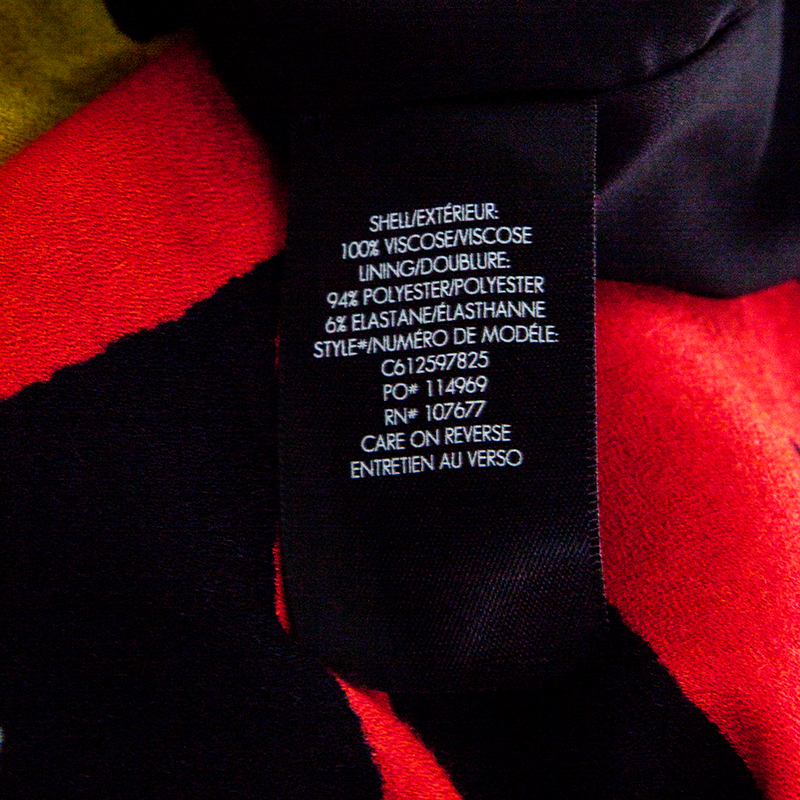 SHELL/EXTÉRIEUR:
100% VISCOSE/VISCOSE
LINING/DOUBLURE:
94% POLYESTER/POLYESTER
6% ELASTANE/ÉLASTHANNE
STYLE#/NUMÉRO DE MODÉLE:
C612597825
PO# 114969
RN# 107677
CARE ON REVERSE
ENTRETIEN AU VERSO